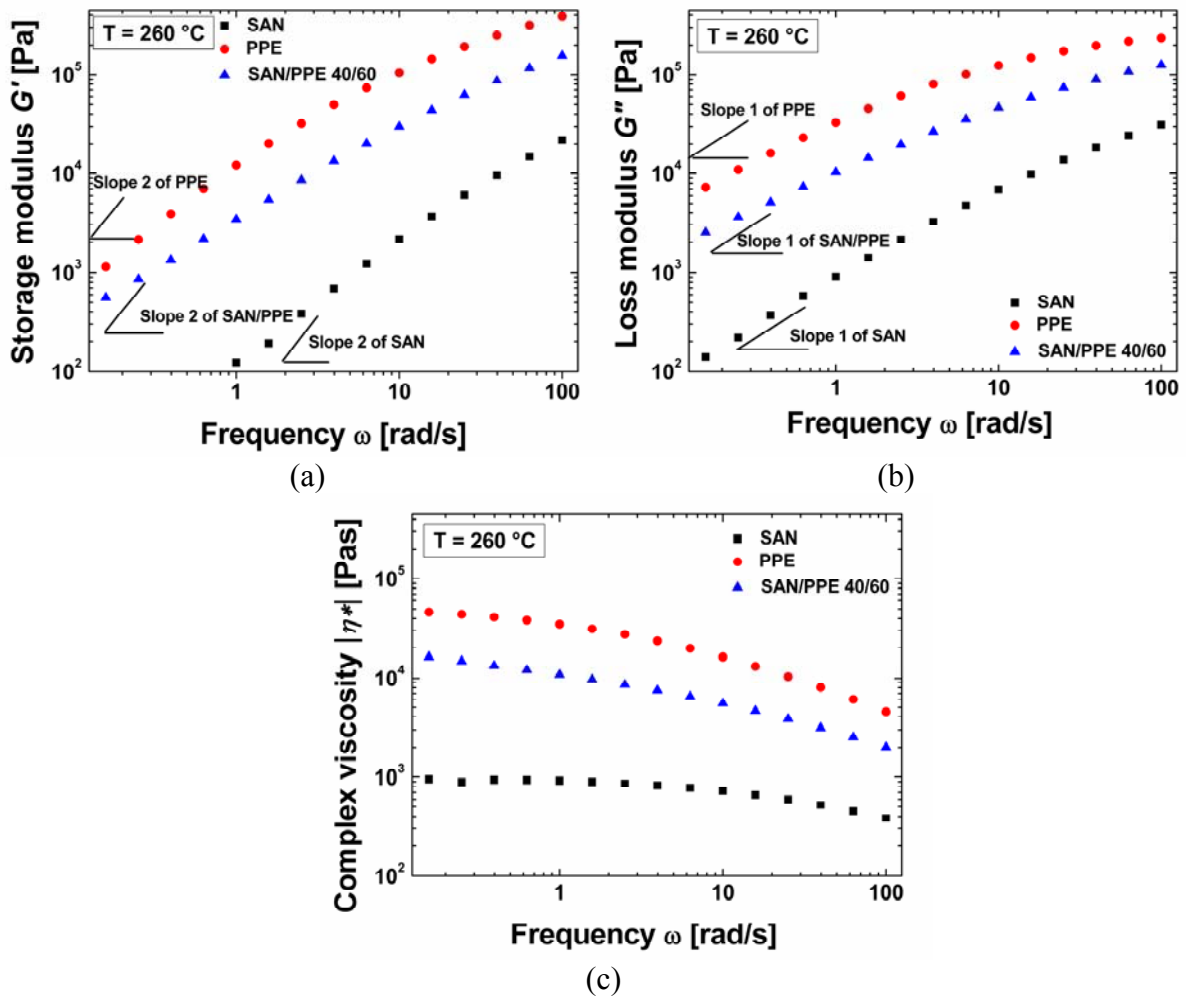 T = 260 °C
SAN
PPE
SAN/PPE 40/60
Storage modulus G' [Pa]
10^5
10^4
10^3
10^2
Slope 2 of PPE
Slope 2 of SAN/PPE
Slope 2 of SAN
1
10
100
Frequency ω [rad/s]
(a)
T = 260 °C
Loss modulus G'' [Pa]
10^5
10^4
10^3
10^2
Slope 1 of PPE
Slope 1 of SAN/PPE
Slope 1 of SAN
SAN
PPE
SAN/PPE 40/60
1
10
100
Frequency ω [rad/s]
(b)
T = 260 °C
SAN
PPE
SAN/PPE 40/60
Complex viscosity |η*| [Pas]
10^5
10^4
10^3
10^2
1
10
100
Frequency ω [rad/s]
(c)